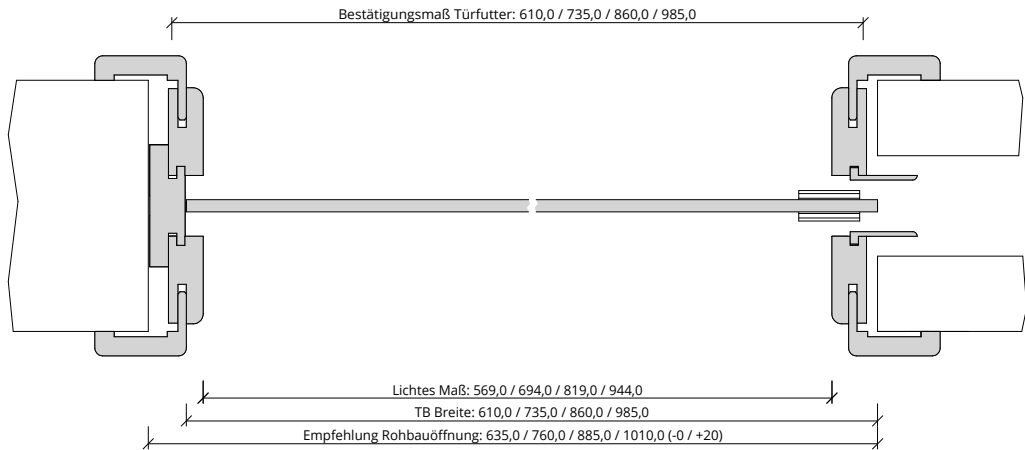 Bestätigungsmaß Türfutter: 610,0 / 735,0 / 860,0 / 985,0
Lichtes Maß: 569,0 / 694,0 / 819,0 / 944,0
TB Breite: 610,0 / 735,0 / 860,0 / 985,0
Empfehlung Rohbauöffnung: 635,0 / 760,0 / 885,0 / 1010,0 (-0 / +20)